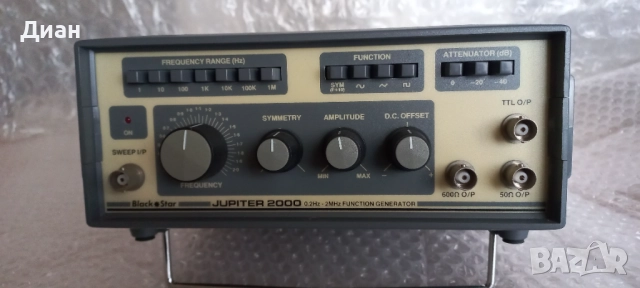 Диан
FREQUENCY RANGE (Hz)
1 10 100 1K 10K 100K 1M
FUNCTION
SYM
ATTENUATOR (dB)
0 -20 -40
TTL O/P
ON
SWEEP I/P
SYMMETRY
AMPLITUDE
D.C. OFFSET
MIN MAX
- +
FREQUENCY
600Ω O/P
50Ω O/P
Black Star
JUPITER 2000 0.2Hz - 2MHz FUNCTION GENERATOR
BAZAR
bg